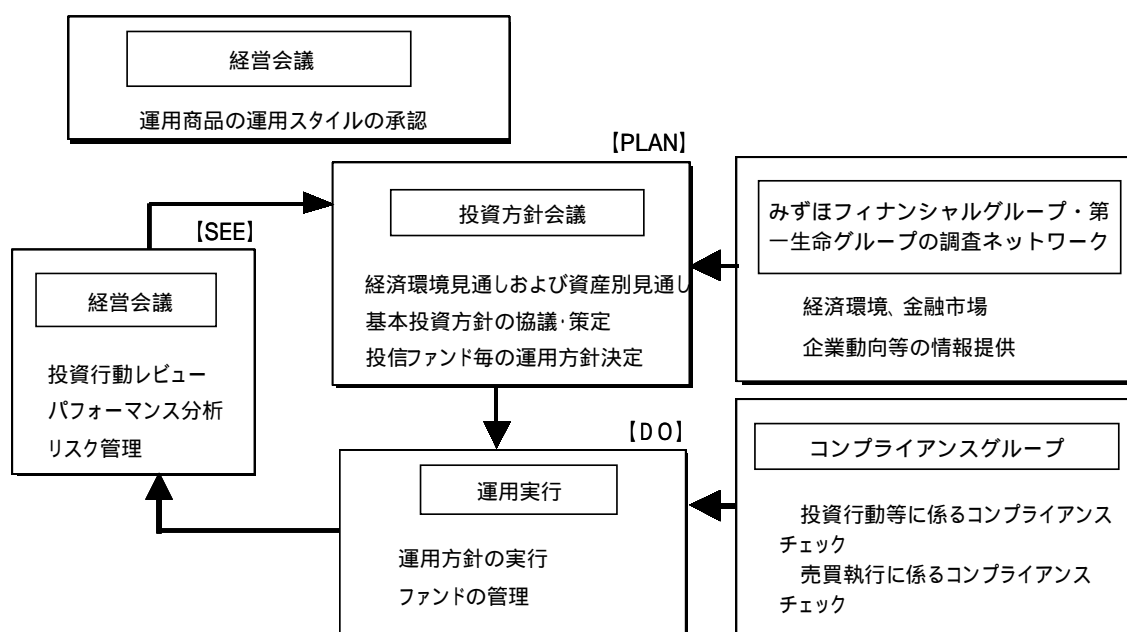 経営会議
運用商品の運用スタイルの承認
【PLAN】
投資方針会議
経済環境見通しおよび資産別見通し
基本投資方針の協議・策定
投信ファンド毎の運用方針決定
みずほフィナンシャルグループ・第
一生命グループの調査ネットワーク
経済環境、金融市場
企業動向等の情報提供
【SEE】
経営会議
投資行動レビュー
パフォーマンス分析
リスク管理
【DO】
運用実行
運用方針の実行
ファンドの管理
コンプライアンスグループ
投資行動等に係るコンプライアンス
チェック
売買執行に係るコンプライアンス
チェック